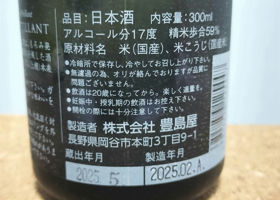 LLANT
品目:日本酒 内容量:300ml
アルコール分17度 精米歩合59%
原材料名 米(国産)、米こうじ(国産米)
●冷暗所で保存し、冷やしてお召し上がり下さい。
●無濾過の為、オリが絡んでおりますが品質に
問題ございません。
●飲酒は20歳になってから。楽しく適量を。
●妊娠中・授乳期の飲酒はお控え下さい。
●開栓の際には十分ご注意下さい。
製造者 株式会社 豊島屋
長野県岡谷市本町3丁目9-1
蔵出年月
製造年月
2025. 5
2025.02.A